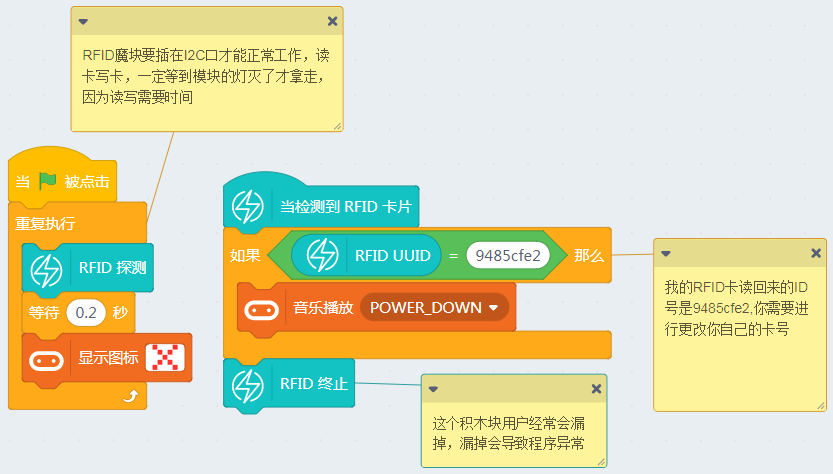 RFID魔块要插在I2C口才能正常工作，读
卡写卡，一定等到模块的灯灭了才拿走，
因为读写需要时间
当 被点击
重复执行
RFID 探测
等待 0.2 秒
显示图标
当检测到 RFID 卡片
如果 RFID UUID = 9485cfe2 那么
音乐播放 POWER_DOWN
RFID 终止
我的RFID卡读回来的ID
号是9485cfe2,你需要进
行更改你自己的卡号
这个积木块用户经常会漏
掉，漏掉会导致程序异常